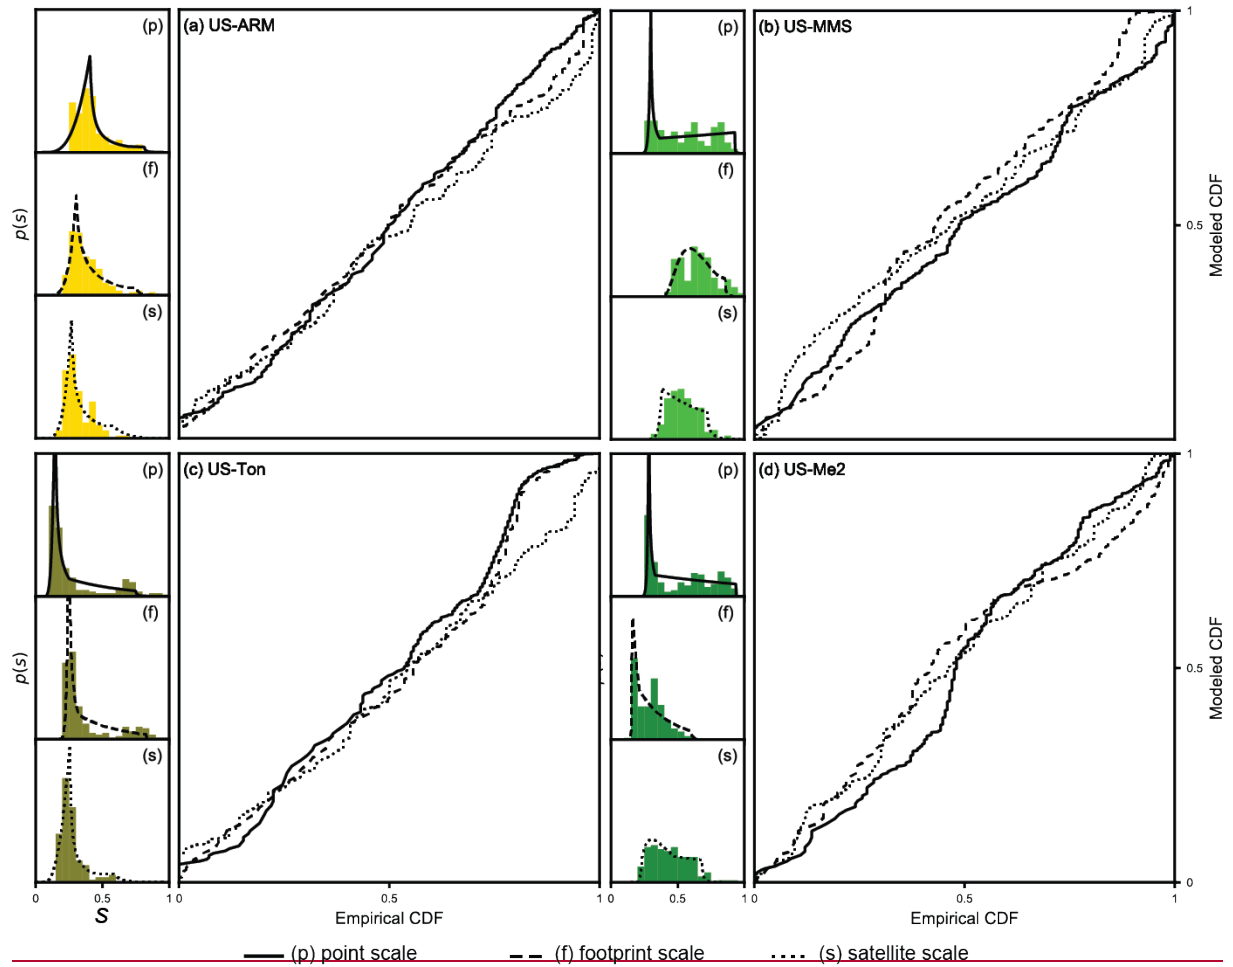 (p)
(a) US-ARM
(p)
(b) US-MMS
1
(f)
(f)
p(s)
0.5
Modeled CDF
(s)
(s)
(p)
(c) US-Ton
(p)
(d) US-Me2
1
(f)
(f)
p(s)
0.5
Modeled CDF
(s)
(s)
0
0 0.5 1 0 0.5 1 0 0.5 1 0 0.5 1
S Empirical CDF Empirical CDF
(p) point scale (f) footprint scale (s) satellite scale